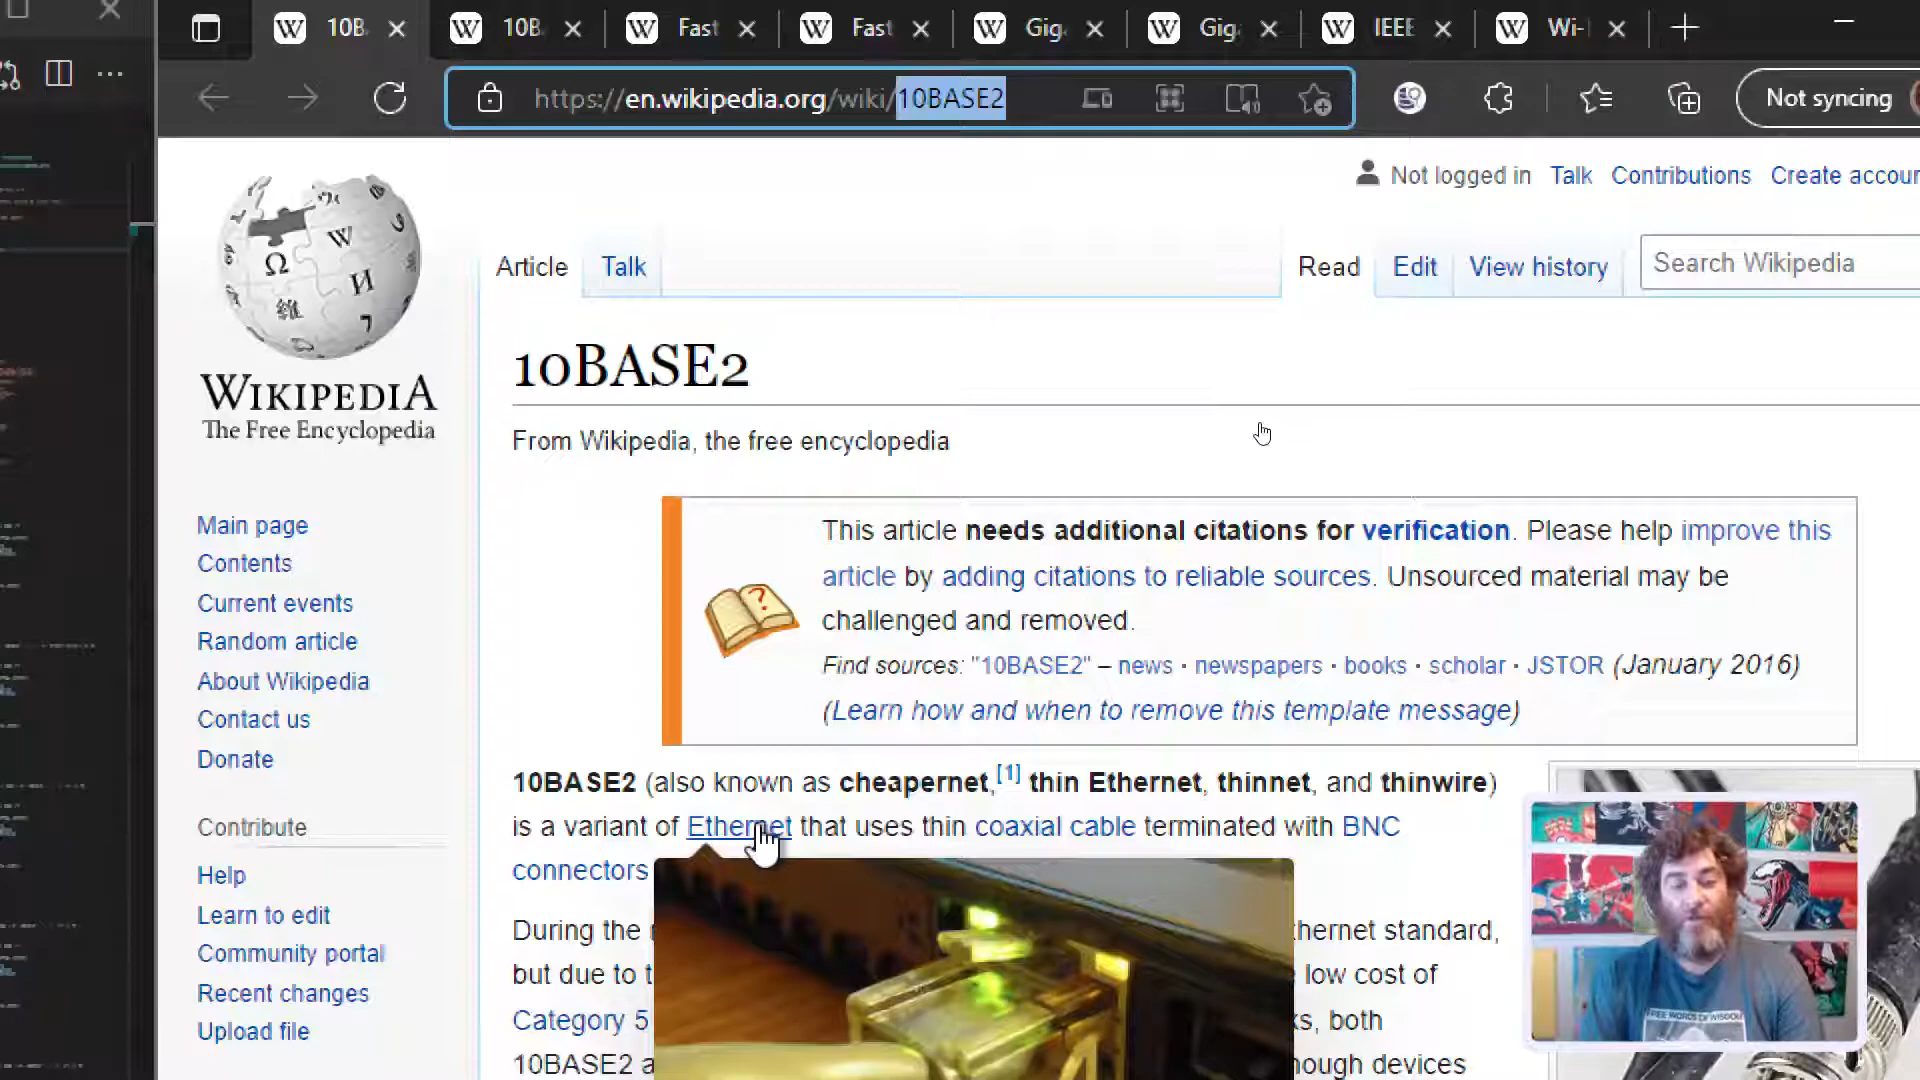 10B
10B
Fast
Fast
Gig
Gig
IEEE
Wi-
https://en.wikipedia.org/wiki/10BASE2
Not syncing
Not logged in Talk Contributions Create accour
Article Talk
Read Edit View history
Search Wikipedia
WIKIPEDIA
The Free Encyclopedia
10BASE2
From Wikipedia, the free encyclopedia
Main page
Contents
Current events
Random article
About Wikipedia
Contact us
Donate
Contribute
Help
Learn to edit
Community portal
Recent changes
Upload file
This article needs additional citations for verification. Please help improve this
article by adding citations to reliable sources. Unsourced material may be
challenged and removed.
Find sources: "10BASE2" – news · newspapers · books · scholar · JSTOR (January 2016)
(Learn how and when to remove this template message)
10BASE2 (also known as cheapernet,[1] thin Ethernet, thinnet, and thinwire)
is a variant of Ethernet that uses thin coaxial cable terminated with BNC
connectors
During the hernet standard,
but due to t low cost of
Category 5 ks, both
10BASE2 a hough devices
FREE WORDS OF WISDOM